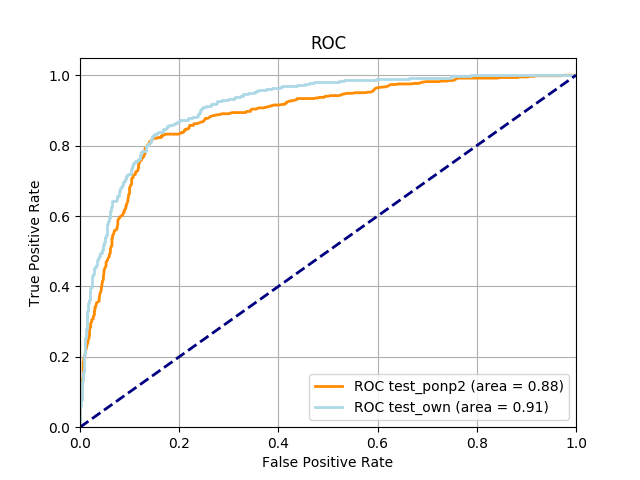 ROC
1.0
0.8
0.6
0.4
0.2
0.0
True Positive Rate
ROC test_ponp2 (area = 0.88)
ROC test_own (area = 0.91)
0.0 0.2 0.4 0.6 0.8 1.0
False Positive Rate